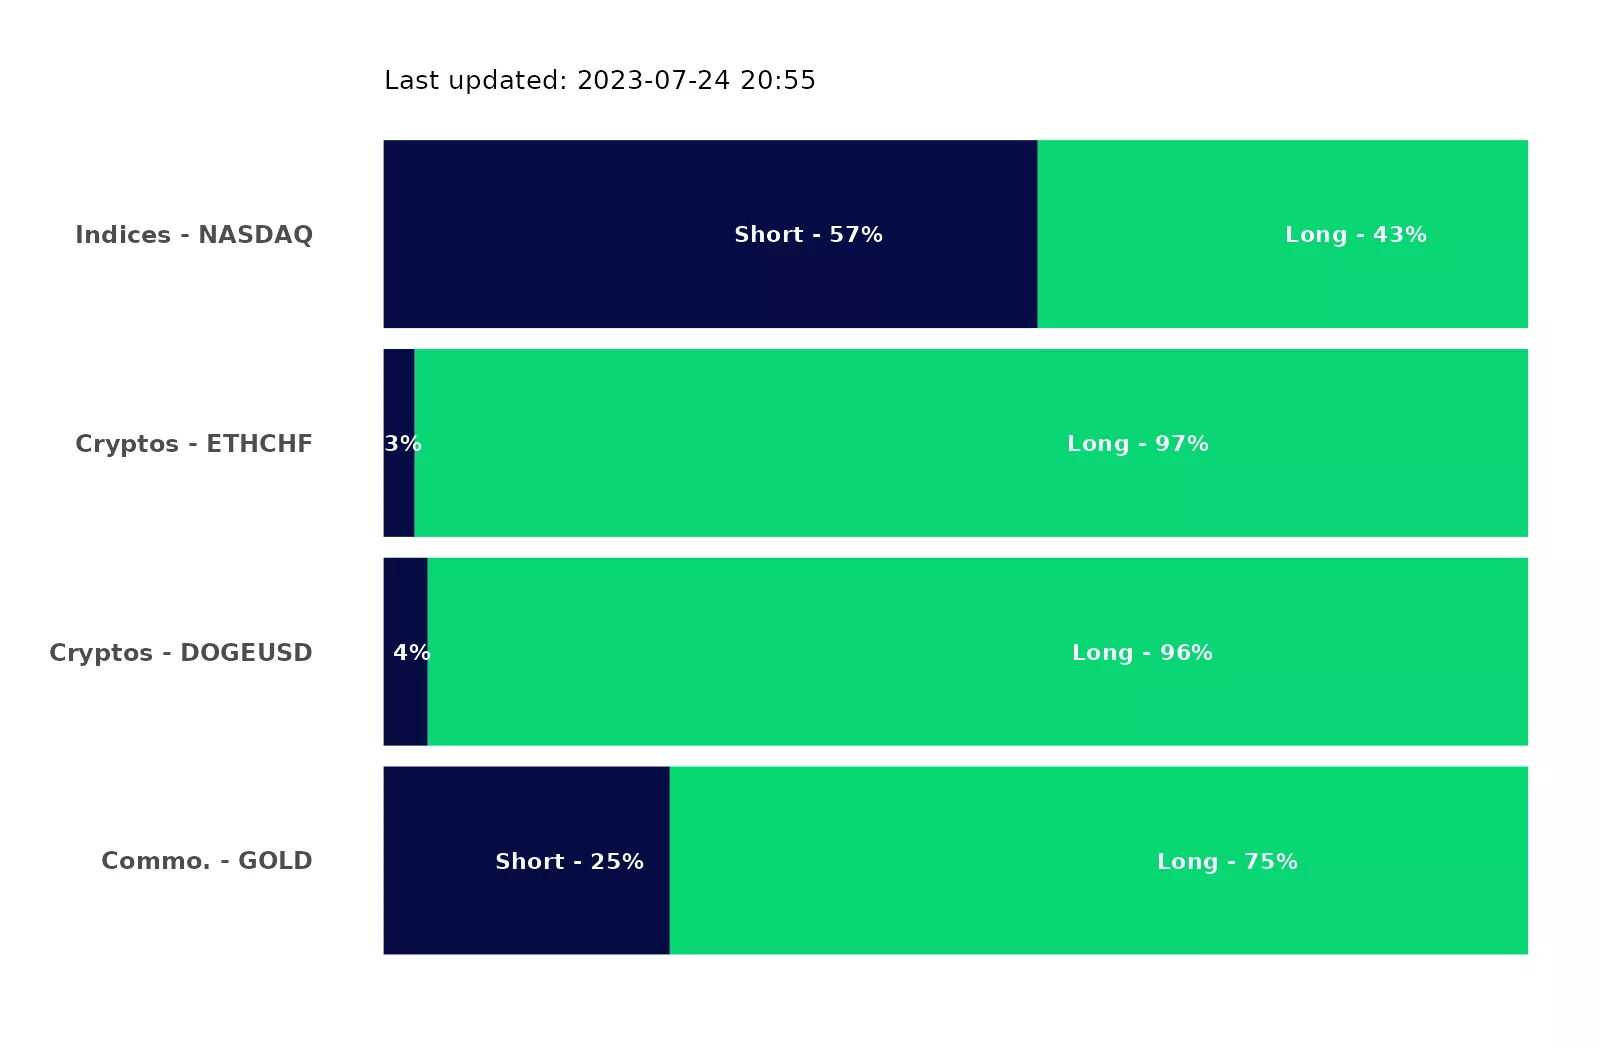 Last updated: 2023-07-24 20:55
Indices - NASDAQ Short - 57% Long - 43%
Cryptos - ETHCHF 3% Long - 97%
Cryptos - DOGEUSD 4% Long - 96%
Commo. - GOLD Short - 25% Long - 75%